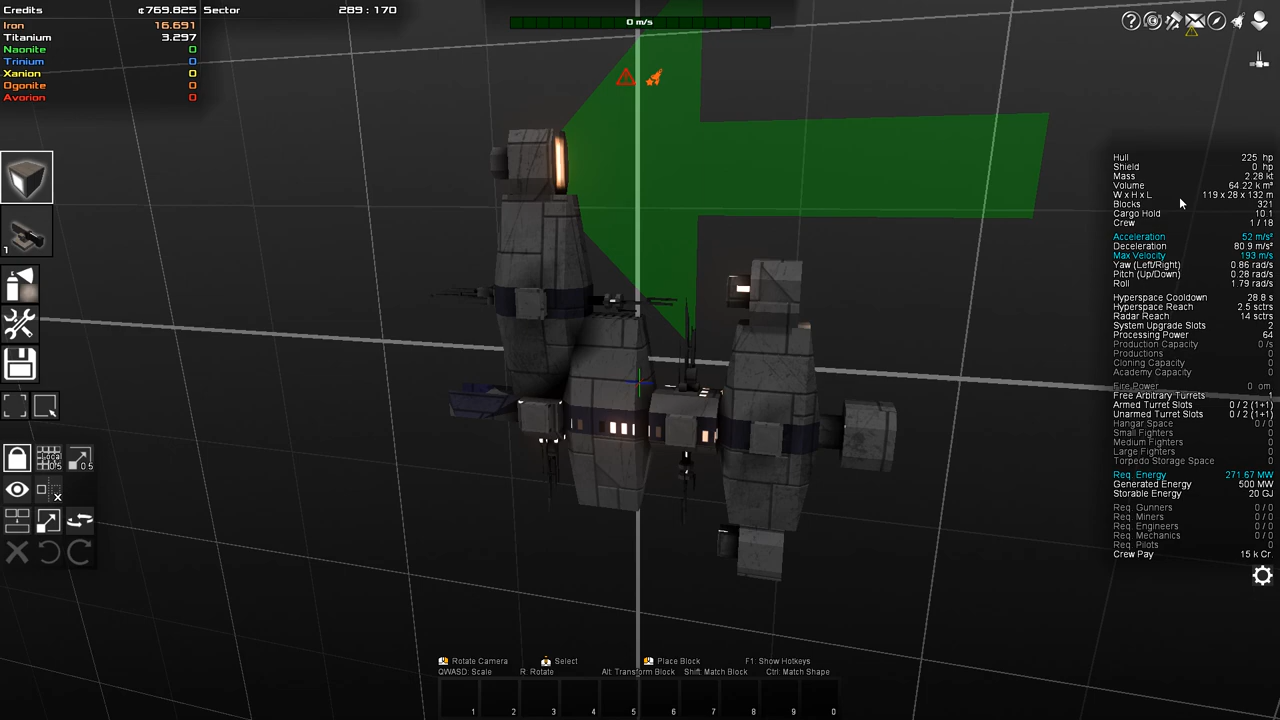 Credits ¢769.825 Sector 289 : 170
Iron 16.691
Titanium 3.297
Naonite 0
Trinium 0
Xanion 0
Ogonite 0
Avorion 0
0 m/s
1
Hull 225 hp
Shield 0 hp
Mass 2.28 kt
Volume 64.22 k m³
W x H x L 119 x 28 x 132 m
Blocks 321
Cargo Hold 10.1
Crew 1 / 18
Acceleration 52 m/s²
Deceleration 80.9 m/s²
Max Velocity 193 m/s
Yaw (Left/Right) 0.86 rad/s
Pitch (Up/Down) 0.28 rad/s
Roll 1.79 rad/s
Hyperspace Cooldown 28.8 s
Hyperspace Reach 2.5 sctrs
Radar Reach 14 sctrs
System Upgrade Slots 2
Processing Power 64
Production Capacity 0 /s
Productions 0
Cloning Capacity 0
Academy Capacity 0
Fire Power 0 om
Free Arbitrary Turrets 1
Armed Turret Slots 0 / 2 (1+1)
Unarmed Turret Slots 0 / 2 (1+1)
Hangar Space 0 / 0
Small Fighters 0
Medium Fighters 0
Large Fighters 0
Torpedo Storage Space 0
Req. Energy 271.67 MW
Generated Energy 500 MW
Storable Energy 20 GJ
Req. Gunners 0 / 0
Req. Miners 0 / 0
Req. Engineers 0 / 0
Req. Mechanics 0 / 0
Req. Pilots 0
Crew Pay 15 k Cr.
Local
0.5
0.5
Rotate Camera Select Place Block F1: Show Hotkeys
QWASD: Scale R: Rotate Alt: Transform Block Shift: Match Block Ctrl: Match Shape
1 2 3 4 5 6 7 8 9 0